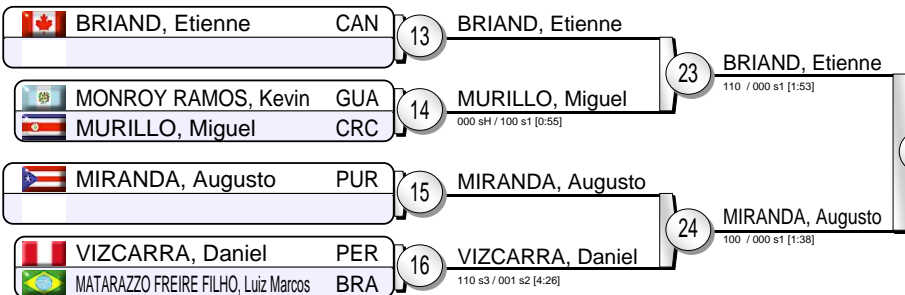 BRIAND, Etienne CAN
13
BRIAND, Etienne
23
BRIAND, Etienne
110 / 000 s1 [1:53]
MONROY RAMOS, Kevin GUA
MURILLO, Miguel CRC
14
MURILLO, Miguel
000 sH / 100 s1 [0:55]
MIRANDA, Augusto PUR
15
MIRANDA, Augusto
24
MIRANDA, Augusto
100 / 000 s1 [1:38]
VIZCARRA, Daniel PER
MATARAZZO FREIRE FILHO, Luiz Marcos BRA
16
VIZCARRA, Daniel
110 s3 / 001 s2 [4:26]